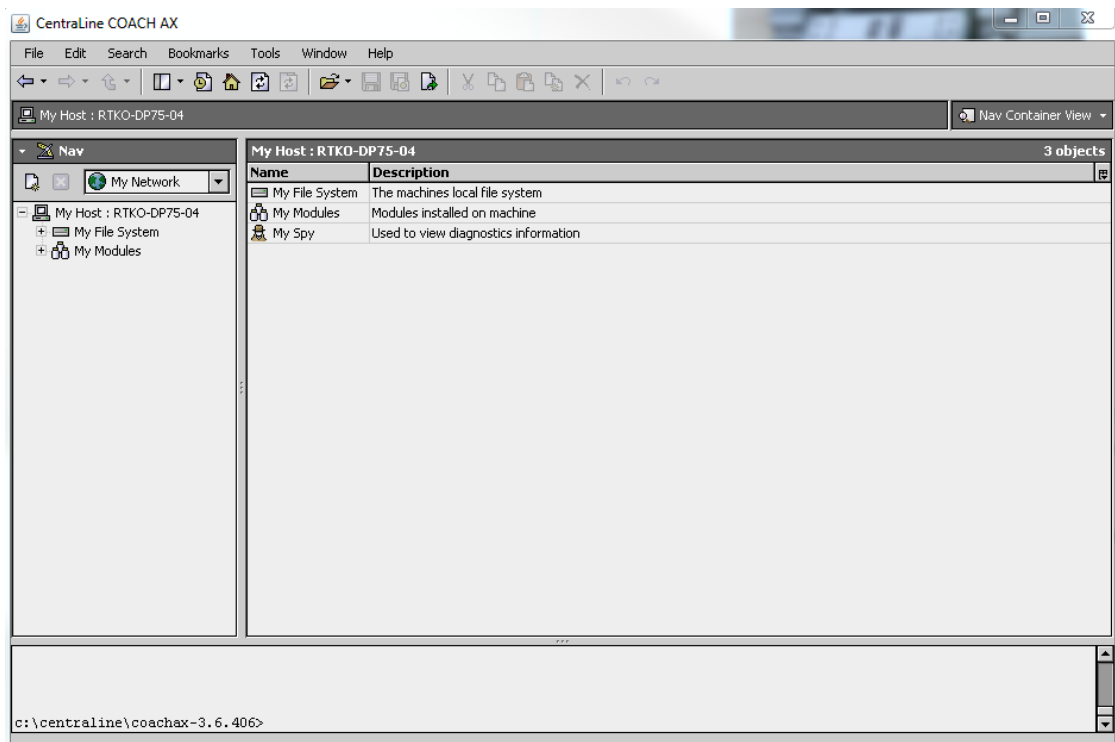 CentraLine COACH AX
File Edit Search Bookmarks Tools Window Help
My Host : RTKO-DP75-04
Nav Container View
Nav
My Network
My Host : RTKO-DP75-04
My File System
My Modules
My Host : RTKO-DP75-04 3 objects
Name Description
My File System The machines local file system
My Modules Modules installed on machine
My Spy Used to view diagnostics information
c:\centraline\coachax-3.6.406>